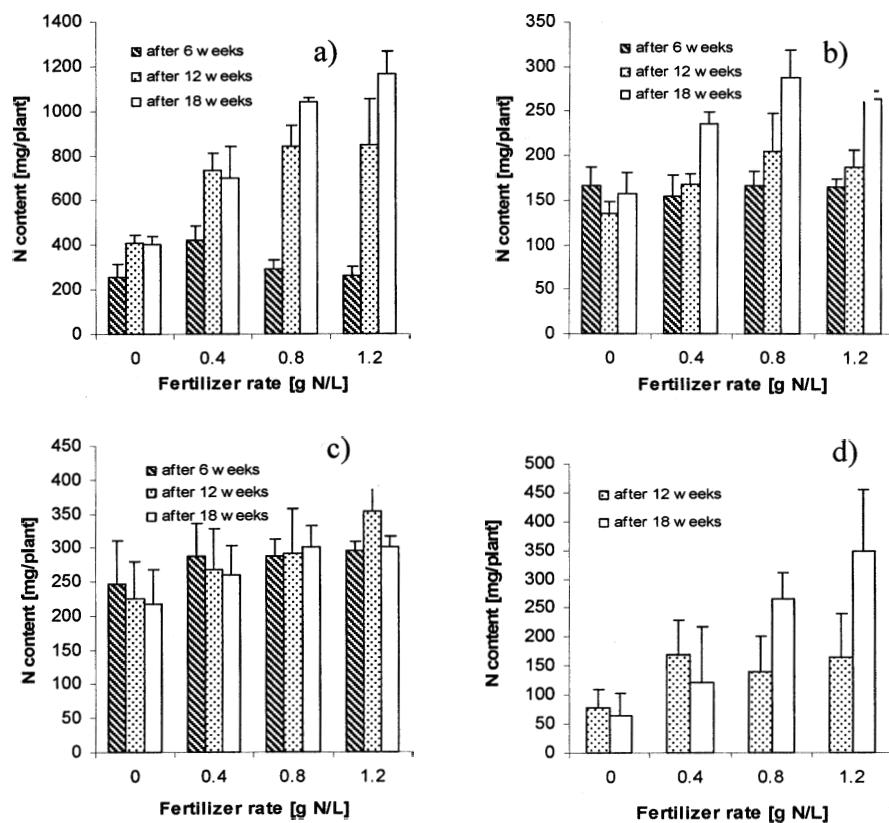 a)
1400
1200
1000
800
600
400
200
0
N content [mg/plant]
after 6 weeks
after 12 weeks
after 18 weeks
0 0.4 0.8 1.2
Fertilizer rate [g N/L]
b)
350
300
250
200
150
100
50
0
N content [mg/plant]
after 6 weeks
after 12 weeks
after 18 weeks
0 0.4 0.8 1.2
Fertilizer rate [g N/L]
c)
450
400
350
300
250
200
150
100
50
0
N content [mg/plant]
after 6 weeks
after 12 weeks
after 18 weeks
0 0.4 0.8 1.2
Fertilizer rate [g N/L]
d)
500
450
400
350
300
250
200
150
100
50
0
N content [mg/plant]
after 12 weeks
after 18 weeks
0 0.4 0.8 1.2
Fertilizer rate [g N/L]